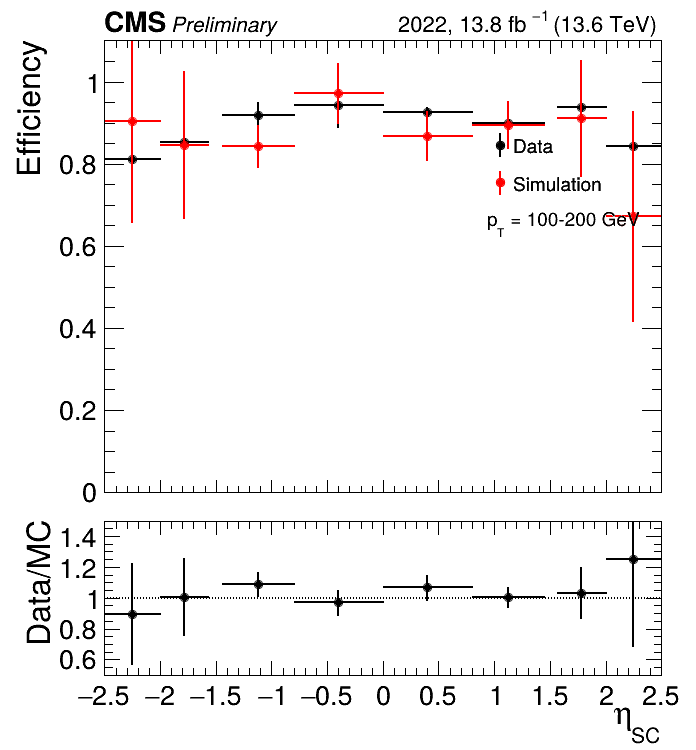 CMS Preliminary 2022, 13.8 fb⁻¹ (13.6 TeV)
Efficiency
1
0.8
0.6
0.4
0.2
0
Data
Simulation
p_T = 100-200 GeV
Data/MC
1.4
1.2
1
0.8
0.6
−2.5 −2 −1.5 −1 −0.5 0 0.5 1 1.5 2 2.5
η_SC